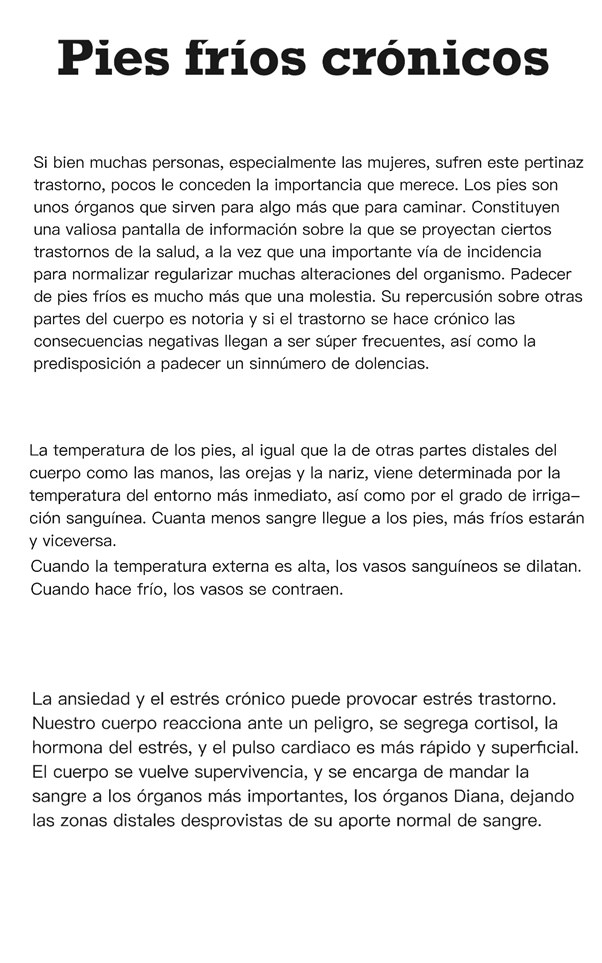 Pies fríos crónicos
Si bien muchas personas, especialmente las mujeres, sufren este pertinaz
trastorno, pocos le conceden la importancia que merece. Los pies son
unos órganos que sirven para algo más que para caminar. Constituyen
una valiosa pantalla de información sobre la que se proyectan ciertos
trastornos de la salud, a la vez que una importante vía de incidencia
para normalizar regularizar muchas alteraciones del organismo. Padecer
de pies fríos es mucho más que una molestia. Su repercusión sobre otras
partes del cuerpo es notoria y si el trastorno se hace crónico las
consecuencias negativas llegan a ser súper frecuentes, así como la
predisposición a padecer un sinnúmero de dolencias.
La temperatura de los pies, al igual que la de otras partes distales del
cuerpo como las manos, las orejas y la nariz, viene determinada por la
temperatura del entorno más inmediato, así como por el grado de irriga–
ción sanguínea. Cuanta menos sangre llegue a los pies, más fríos estarán
y viceversa.
Cuando la temperatura externa es alta, los vasos sanguíneos se dilatan.
Cuando hace frío, los vasos se contraen.
La ansiedad y el estrés crónico puede provocar estrés trastorno.
Nuestro cuerpo reacciona ante un peligro, se segrega cortisol, la
hormona del estrés, y el pulso cardiaco es más rápido y superficial.
El cuerpo se vuelve supervivencia, y se encarga de mandar la
sangre a los órganos más importantes, los órganos Diana, dejando
las zonas distales desprovistas de su aporte normal de sangre.